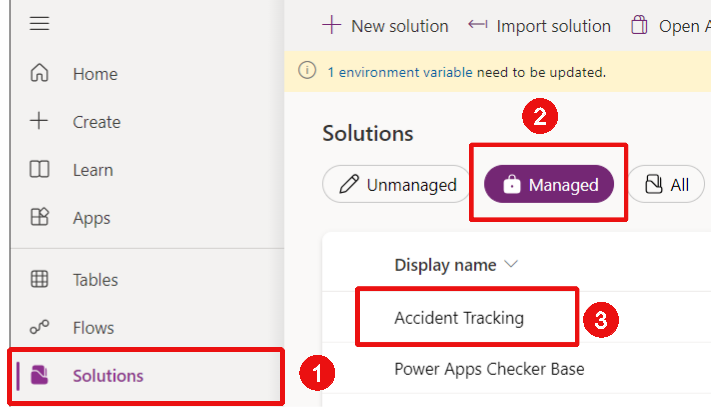 New solution
Import solution
Open A
Home
1 environment variable need to be updated.
Create
2
Solutions
Learn
Unmanaged
Managed
All
Apps
Display name
Tables
Accident Tracking
3
Flows
Solutions
1
Power Apps Checker Base